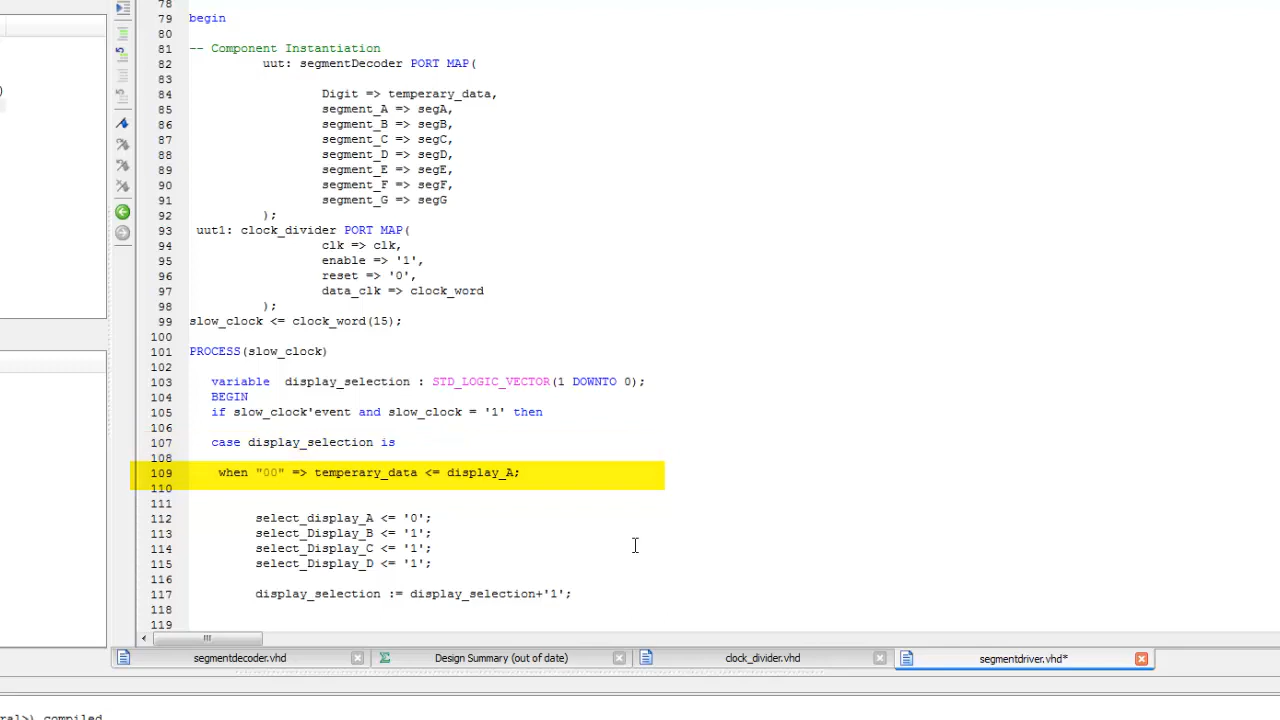 78
79 begin
80
81 -- Component Instantiation
82 uut: segmentDecoder PORT MAP(
83
84 Digit => temperary_data,
85 segment_A => segA,
86 segment_B => segB,
87 segment_C => segC,
88 segment_D => segD,
89 segment_E => segE,
90 segment_F => segF,
91 segment_G => segG
92 );
93 uut1: clock_divider PORT MAP(
94 clk => clk,
95 enable => '1',
96 reset => '0',
97 data_clk => clock_word
98 );
99 slow_clock <= clock_word(15);
100
101 PROCESS(slow_clock)
102
103 variable display_selection : STD_LOGIC_VECTOR(1 DOWNTO 0);
104 BEGIN
105 if slow_clock'event and slow_clock = '1' then
106
107 case display_selection is
108
109 when "00" => temperary_data <= display_A;
110
111
112 select_display_A <= '0';
113 select_Display_B <= '1';
114 select_Display_C <= '1';
115 select_Display_D <= '1';
116
117 display_selection := display_selection+'1';
118
119
)
segmentdecoder.vhd Design Summary (out of date) clock_divider.vhd segmentdriver.vhd*
ral>) compiled